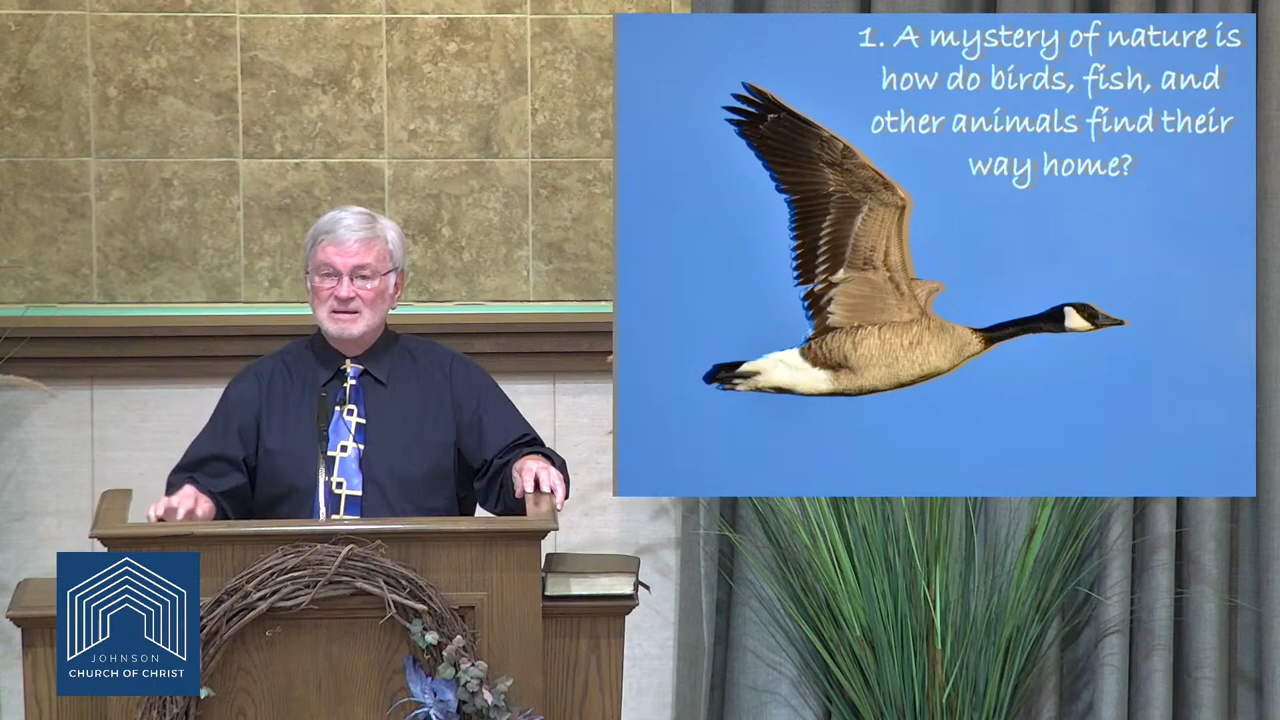 1. A mystery of nature is
how do birds, fish, and
other animals find their
way home?
JOHNSON
CHURCH OF CHRIST